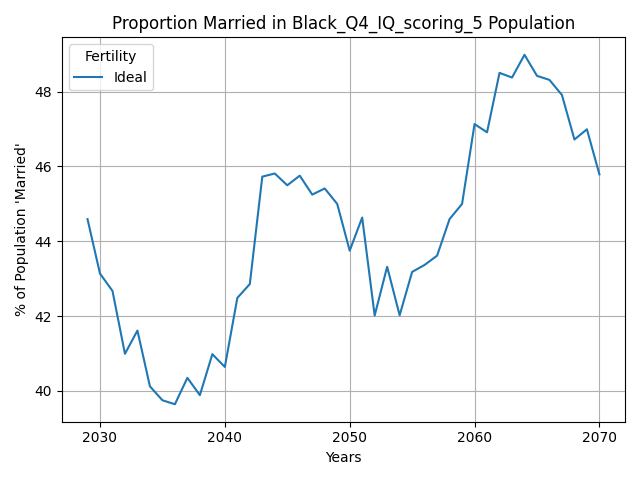 Proportion Married in Black_Q4_IQ_scoring_5 Population
Fertility
Ideal
% of Population 'Married'
48
46
44
42
40
2030
2040
2050
2060
2070
Years